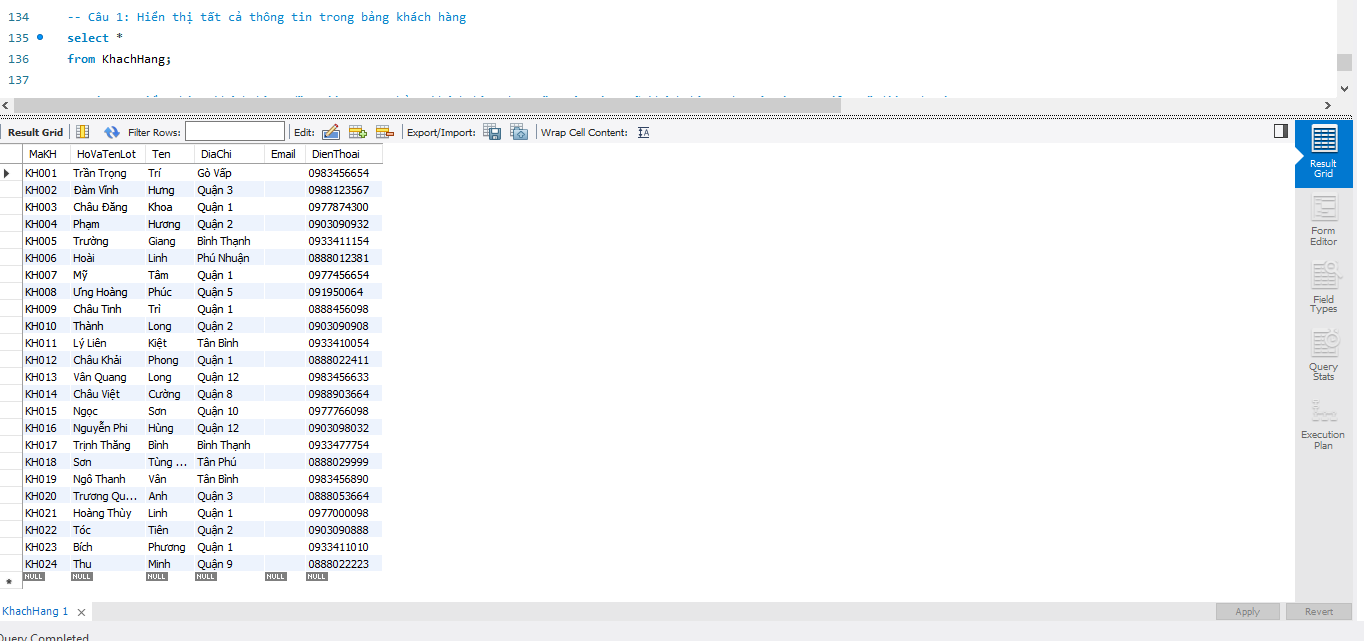 134 -- Câu 1: Hiển thị tất cả thông tin trong bảng khách hàng
135 select *
136 from KhachHang;
137
Result Grid Filter Rows: Edit: Export/Import: Wrap Cell Content:
MaKH HoVaTenLot Ten DiaChi Email DienThoai
KH001 Trần Trọng Trí Gò Vấp 0983456654
KH002 Đàm Vĩnh Hưng Quận 3 0988123567
KH003 Châu Đăng Khoa Quận 1 0977874300
KH004 Phạm Hương Quận 2 0903090932
KH005 Trường Giang Bình Thạnh 0933411154
KH006 Hoài Linh Phú Nhuận 0888012381
KH007 Mỹ Tâm Quận 1 0977456654
KH008 Ưng Hoàng Phúc Quận 5 091950064
KH009 Châu Tinh Trì Quận 1 0888456098
KH010 Thành Long Quận 2 0903090908
KH011 Lý Liên Kiệt Tân Bình 0933410054
KH012 Châu Khải Phong Quận 1 0888022411
KH013 Vân Quang Long Quận 12 0983456633
KH014 Châu Việt Cường Quận 8 0988903664
KH015 Ngọc Sơn Quận 10 0977766098
KH016 Nguyễn Phi Hùng Quận 12 0903098032
KH017 Trịnh Thăng Bình Bình Thạnh 0933477754
KH018 Sơn Tùng ... Tân Phú 0888029999
KH019 Ngô Thanh Vân Tân Bình 0983456890
KH020 Trương Qu... Anh Quận 3 0888053664
KH021 Hoàng Thùy Linh Quận 1 0977000098
KH022 Tóc Tiên Quận 2 0903090888
KH023 Bích Phương Quận 1 0933411010
KH024 Thu Minh Quận 9 0888022223
NULL NULL NULL NULL NULL NULL
Result
Grid
Form
Editor
Field
Types
Query
Stats
Execution
Plan
KhachHang 1 Apply Revert
Query Completed